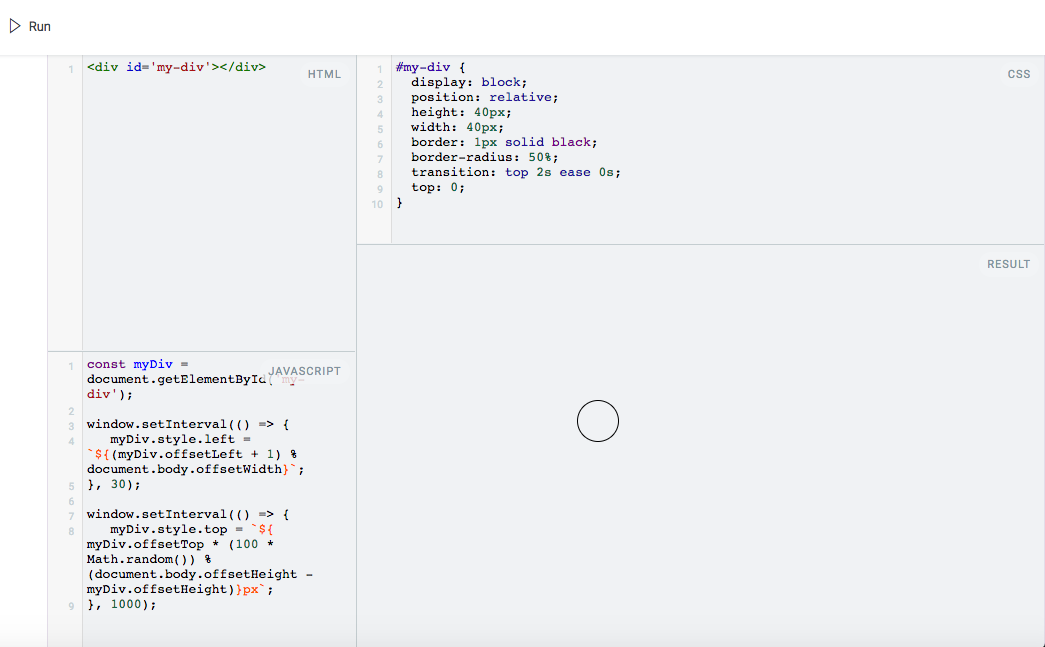 Run
1 <div id='my-div'></div>
HTML
1 #my-div {
2 display: block;
3 position: relative;
4 height: 40px;
5 width: 40px;
6 border: 1px solid black;
7 border-radius: 50%;
8 transition: top 2s ease 0s;
9 top: 0;
10 }
CSS
RESULT
1 const myDiv =
document.getElementById('my-
div');
JAVASCRIPT
2
3 window.setInterval(() => {
4 myDiv.style.left =
`${(myDiv.offsetLeft + 1) %
document.body.offsetWidth}`;
5 }, 30);
6
7 window.setInterval(() => {
8 myDiv.style.top = `${
myDiv.offsetTop * (100 *
Math.random()) %
(document.body.offsetHeight -
myDiv.offsetHeight)}px`;
9 }, 1000);